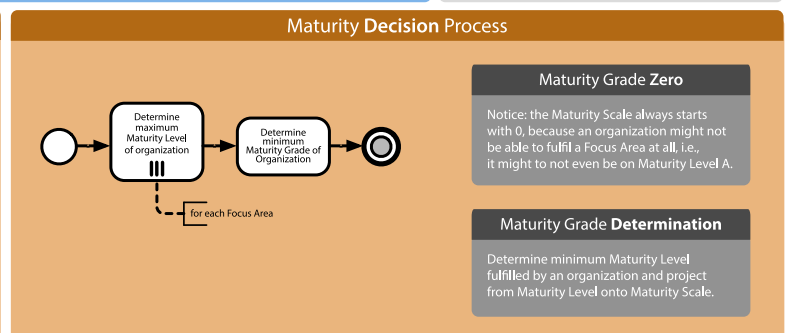 Maturity Decision Process
Determine
maximum
Maturity Level
of organization
Determine
minimum
Maturity Grade of
Organization
for each Focus Area
Maturity Grade Zero
Notice: the Maturity Scale always starts
with 0, because an organization might not
be able to fulfil a Focus Area at all, i.e.,
it might to not even be on Maturity Level A.
Maturity Grade Determination
Determine minimum Maturity Level
fulfilled by an organization and project
from Maturity Level onto Maturity Scale.